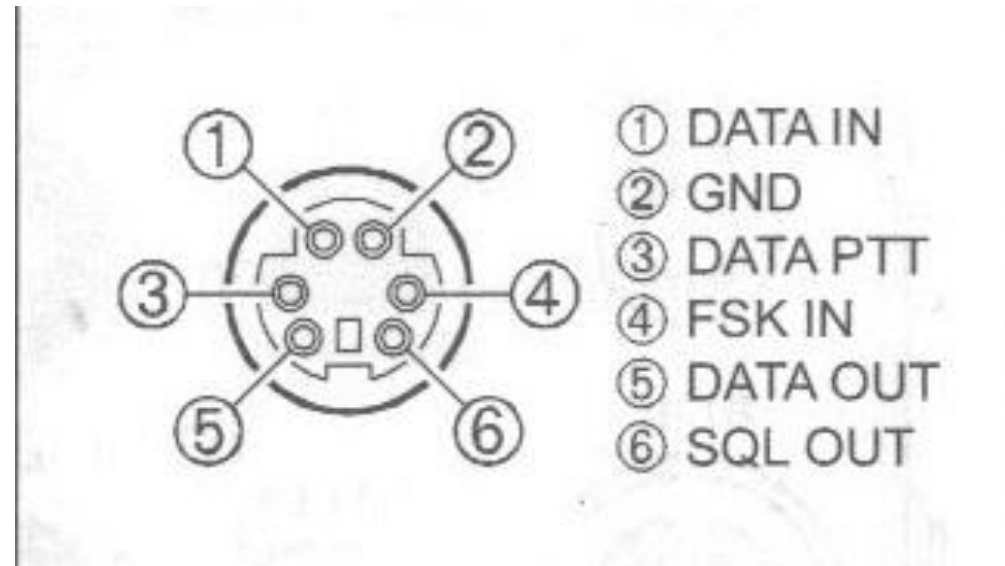 ① ②
③ ④
⑤ ⑥
① DATA IN
② GND
③ DATA PTT
④ FSK IN
⑤ DATA OUT
⑥ SQL OUT